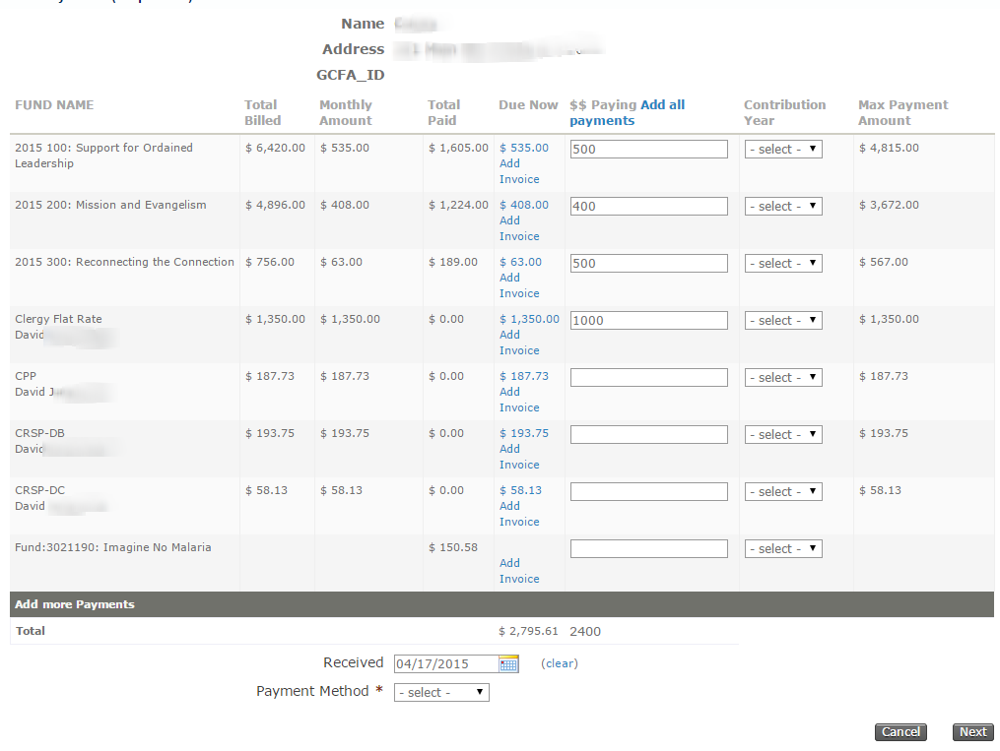 Name
Address
GCFA_ID
FUND NAME Total Billed Monthly Amount Total Paid Due Now $$ Paying Add all payments Contribution Year Max Payment Amount
2015 100: Support for Ordained Leadership $ 6,420.00 $ 535.00 $ 1,605.00 $ 535.00 Add Invoice 500 - select - $ 4,815.00
2015 200: Mission and Evangelism $ 4,896.00 $ 408.00 $ 1,224.00 $ 408.00 Add Invoice 400 - select - $ 3,672.00
2015 300: Reconnecting the Connection $ 756.00 $ 63.00 $ 189.00 $ 63.00 Add Invoice 500 - select - $ 567.00
Clergy Flat Rate David $ 1,350.00 $ 1,350.00 $ 0.00 $ 1,350.00 Add Invoice 1000 - select - $ 1,350.00
CPP David $ 187.73 $ 187.73 $ 0.00 $ 187.73 Add Invoice - select - $ 187.73
CRSP-DB David $ 193.75 $ 193.75 $ 0.00 $ 193.75 Add Invoice - select - $ 193.75
CRSP-DC David $ 58.13 $ 58.13 $ 0.00 $ 58.13 Add Invoice - select - $ 58.13
Fund:3021190: Imagine No Malaria $ 150.58 Add Invoice - select -
Add more Payments
Total $ 2,795.61 2400
Received 04/17/2015 (clear)
Payment Method * - select -
Cancel Next